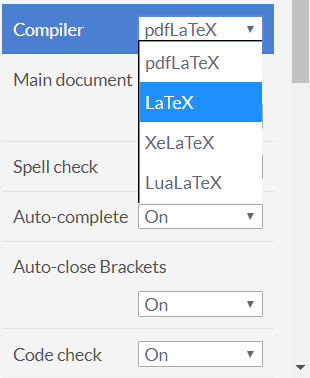 Compiler pdfLaTeX
pdfLaTeX
Main document
LaTeX
XeLaTeX
Spell check
LuaLaTeX
Auto-complete On
Auto-close Brackets
On
Code check On